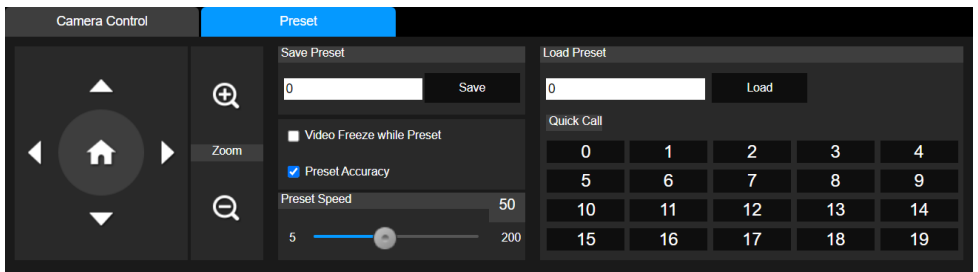 Camera Control
Preset
Zoom
Save Preset
0
Save
Video Freeze while Preset
Preset Accuracy
Preset Speed
50
5
200
Load Preset
0
Load
Quick Call
0 1 2 3 4
5 6 7 8 9
10 11 12 13 14
15 16 17 18 19